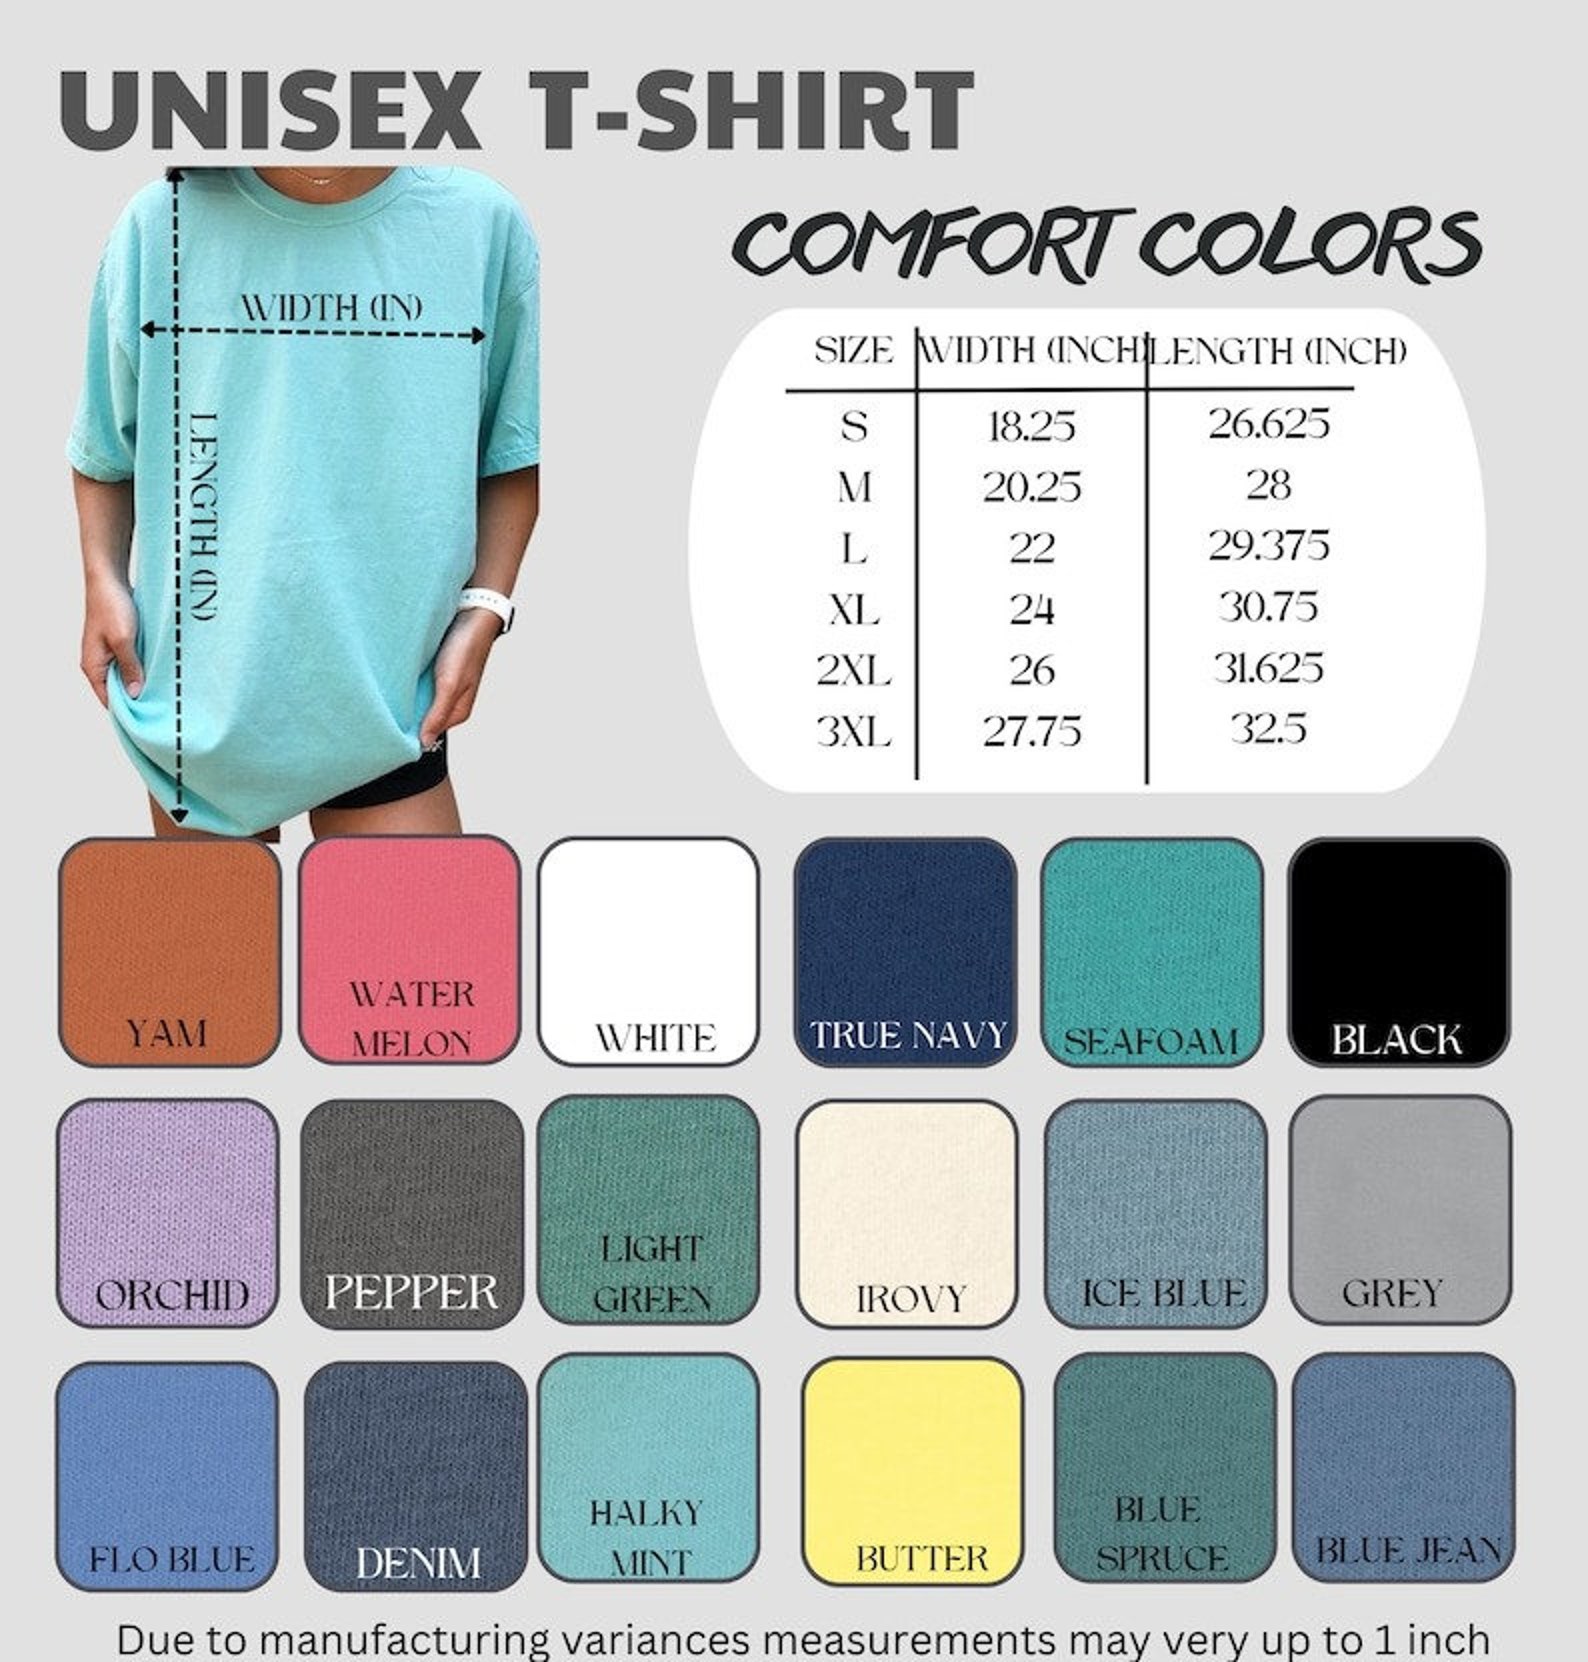 UNISEX T-SHIRT
COMFORT COLORS
WIDTH (IN)
LENGTH (IN)
SIZE WIDTH (INCH) LENGTH (INCH)
S 18.25 26.625
M 20.25 28
L 22 29.375
XL 24 30.75
2XL 26 31.625
3XL 27.75 32.5
YAM
WATER
MELON
WHITE
TRUE NAVY
SEAFOAM
BLACK
ORCHID
PEPPER
LIGHT
GREEN
IROVY
ICE BLUE
GREY
FLO BLUE
DENIM
HALKY
MINT
BUTTER
BLUE
SPRUCE
BLUE JEAN
Due to manufacturing variances measurements may very up to 1 inch